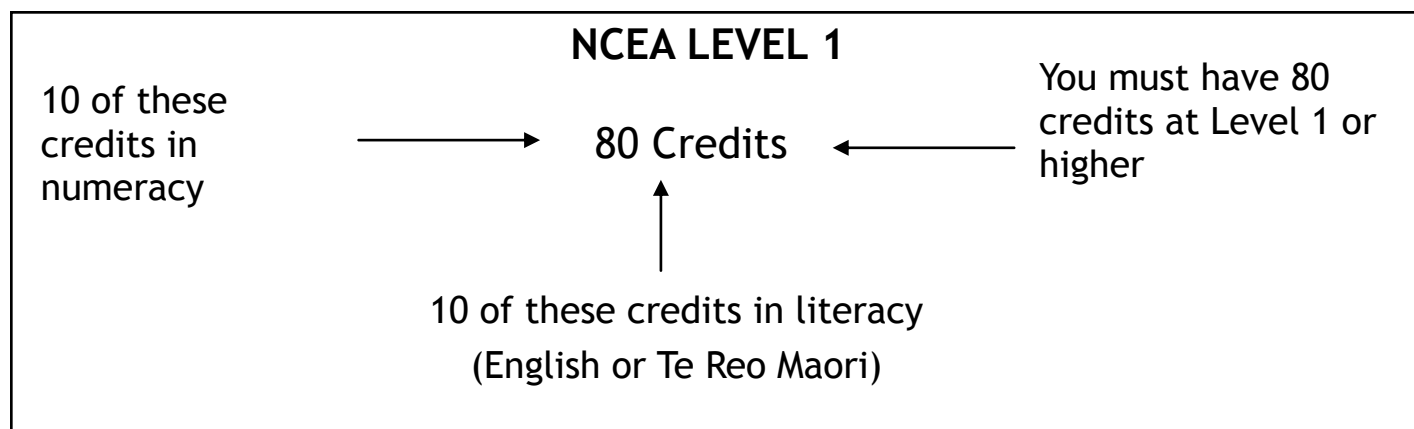 NCEA LEVEL 1
10 of these
credits in
numeracy
80 Credits
You must have 80
credits at Level 1 or
higher
10 of these credits in literacy
(English or Te Reo Maori)